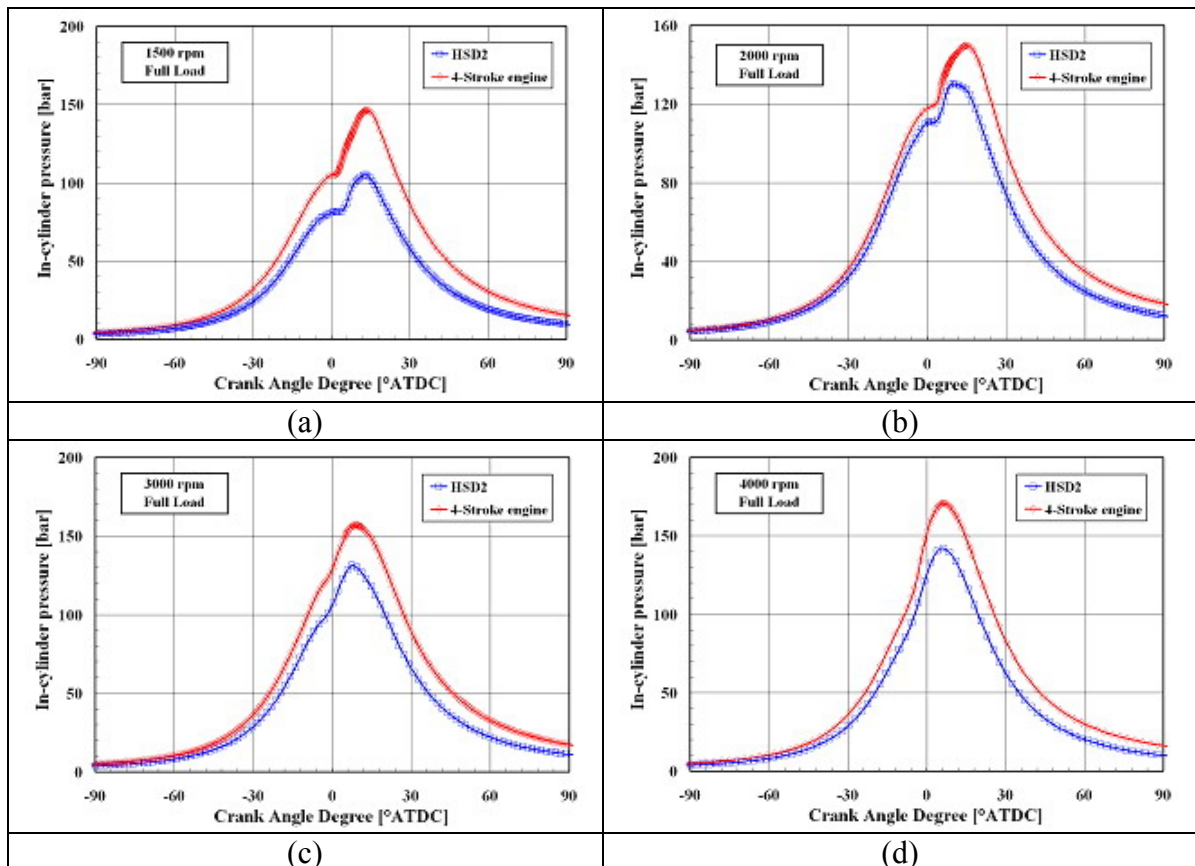 200
150
100
50
0
In-cylinder pressure [bar]
1500 rpm
Full Load
HSD2
4-Stroke engine
-90 -60 -30 0 30 60 90
Crank Angle Degree [°ATDC]
(a)
160
120
80
40
0
In-cylinder pressure [bar]
2000 rpm
Full Load
HSD2
4-Stroke engine
-90 -60 -30 0 30 60 90
Crank Angle Degree [°ATDC]
(b)
200
150
100
50
0
In-cylinder pressure [bar]
3000 rpm
Full Load
HSD2
4-Stroke engine
-90 -60 -30 0 30 60 90
Crank Angle Degree [°ATDC]
(c)
200
150
100
50
0
In-cylinder pressure [bar]
4000 rpm
Full Load
HSD2
4-Stroke engine
-90 -60 -30 0 30 60 90
Crank Angle Degree [°ATDC]
(d)